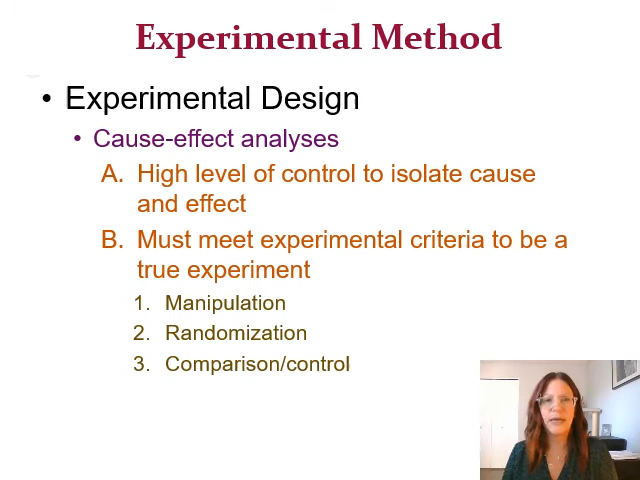 Experimental Method
• Experimental Design
• Cause-effect analyses
A. High level of control to isolate cause
and effect
B. Must meet experimental criteria to be a
true experiment
1. Manipulation
2. Randomization
3. Comparison/control